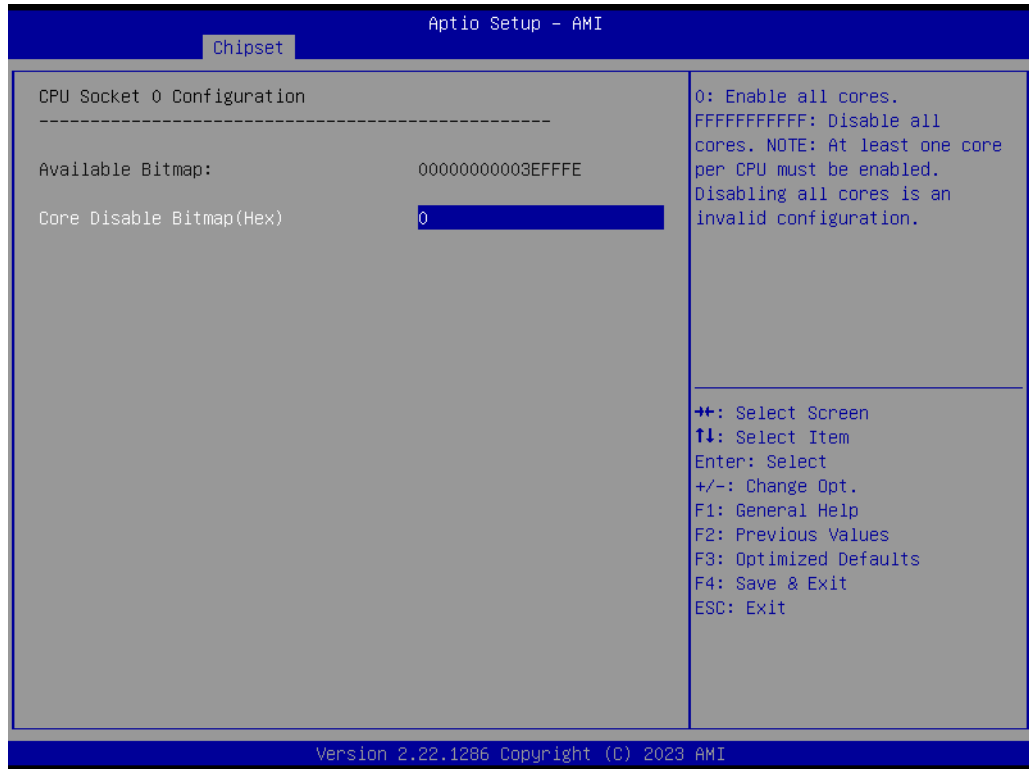 Aptio Setup – AMI
Chipset
CPU Socket 0 Configuration
--------------------------------------------------
Available Bitmap: 00000000003EFFFE
Core Disable Bitmap(Hex) 0
0: Enable all cores.
FFFFFFFFFFF: Disable all
cores. NOTE: At least one core
per CPU must be enabled.
Disabling all cores is an
invalid configuration.
→←: Select Screen
↑↓: Select Item
Enter: Select
+/-: Change Opt.
F1: General Help
F2: Previous Values
F3: Optimized Defaults
F4: Save & Exit
ESC: Exit
Version 2.22.1286 Copyright (C) 2023 AMI